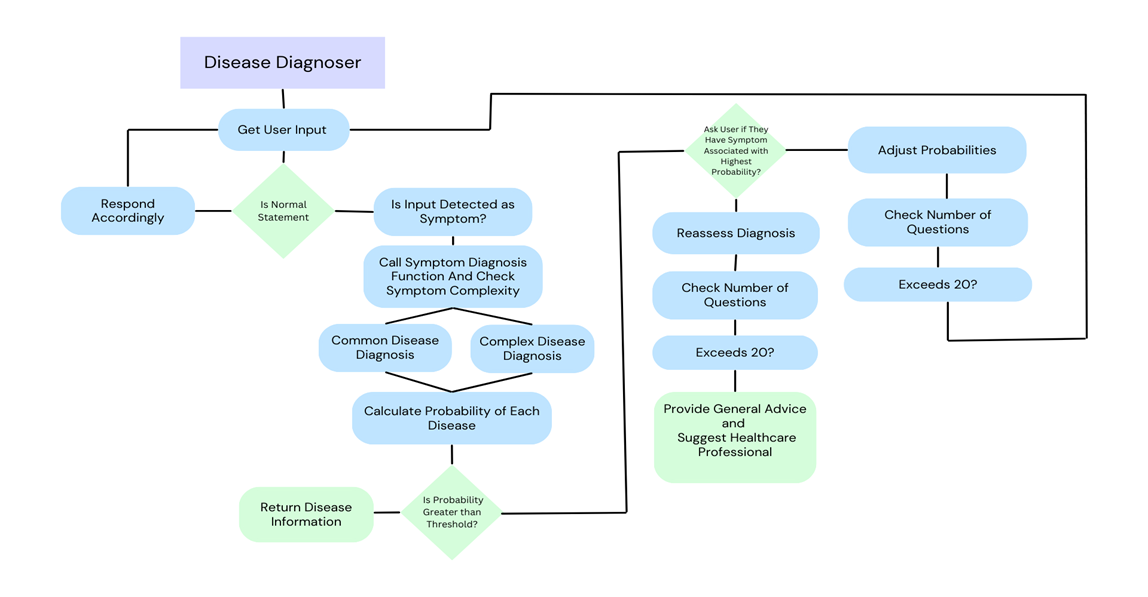 Disease Diagnoser
Get User Input
Respond
Accordingly
Is Normal
Statement
Is Input Detected as
Symptom?
Call Symptom Diagnosis
Function And Check
Symptom Complexity
Common Disease
Diagnosis
Complex Disease
Diagnosis
Calculate Probability of Each
Disease
Is Probability
Greater than
Threshold?
Return Disease
Information
Ask User if They
Have Symptom
Associated with
Highest
Probability?
Reassess Diagnosis
Check Number of
Questions
Exceeds 20?
Provide General Advice
and
Suggest Healthcare
Professional
Adjust Probabilities
Check Number of
Questions
Exceeds 20?